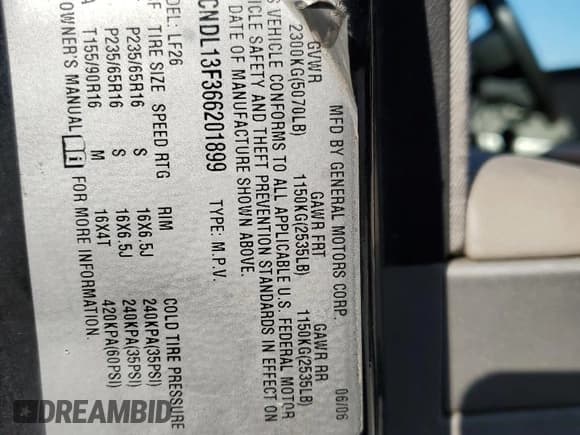 MFD BY GENERAL MOTORS CORP. 06/06
GVWR GAWR FRT GAWR RR
2300KG(5070LB) 1150KG(2535LB) 1150KG(2535LB)
S VEHICLE CONFORMS TO ALL APPLICABLE U.S. FEDERAL MOTOR
ICLE SAFETY AND THEFT PREVENTION STANDARDS IN EFFECT ON
DATE OF MANUFACTURE SHOWN ABOVE.
CNDL13F366201899 TYPE: M.P.V.
DEL: LF26
TIRE SIZE SPEED RTG RIM COLD TIRE PRESSURE
P235/65R16 S 16X6.5J 240KPA(35PSI)
P235/65R16 S 16X6.5J 240KPA(35PSI)
T155/90R16 M 16X4T 420KPA(60PSI)
OWNER'S MANUAL i FOR MORE INFORMATION.
DREAMBID.COM